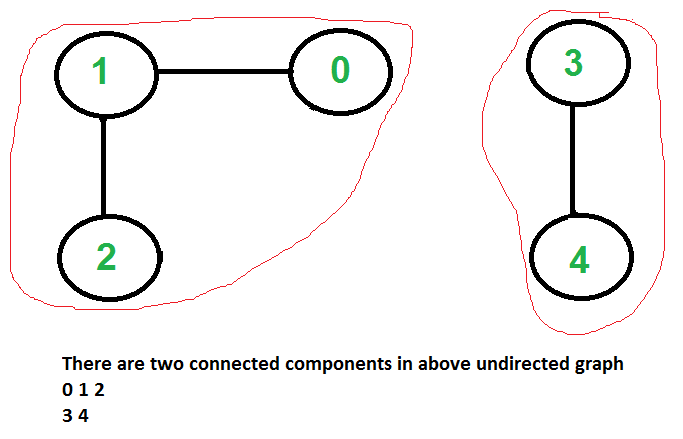 1 0 3
2 4
There are two connected components in above undirected graph
0 1 2
3 4